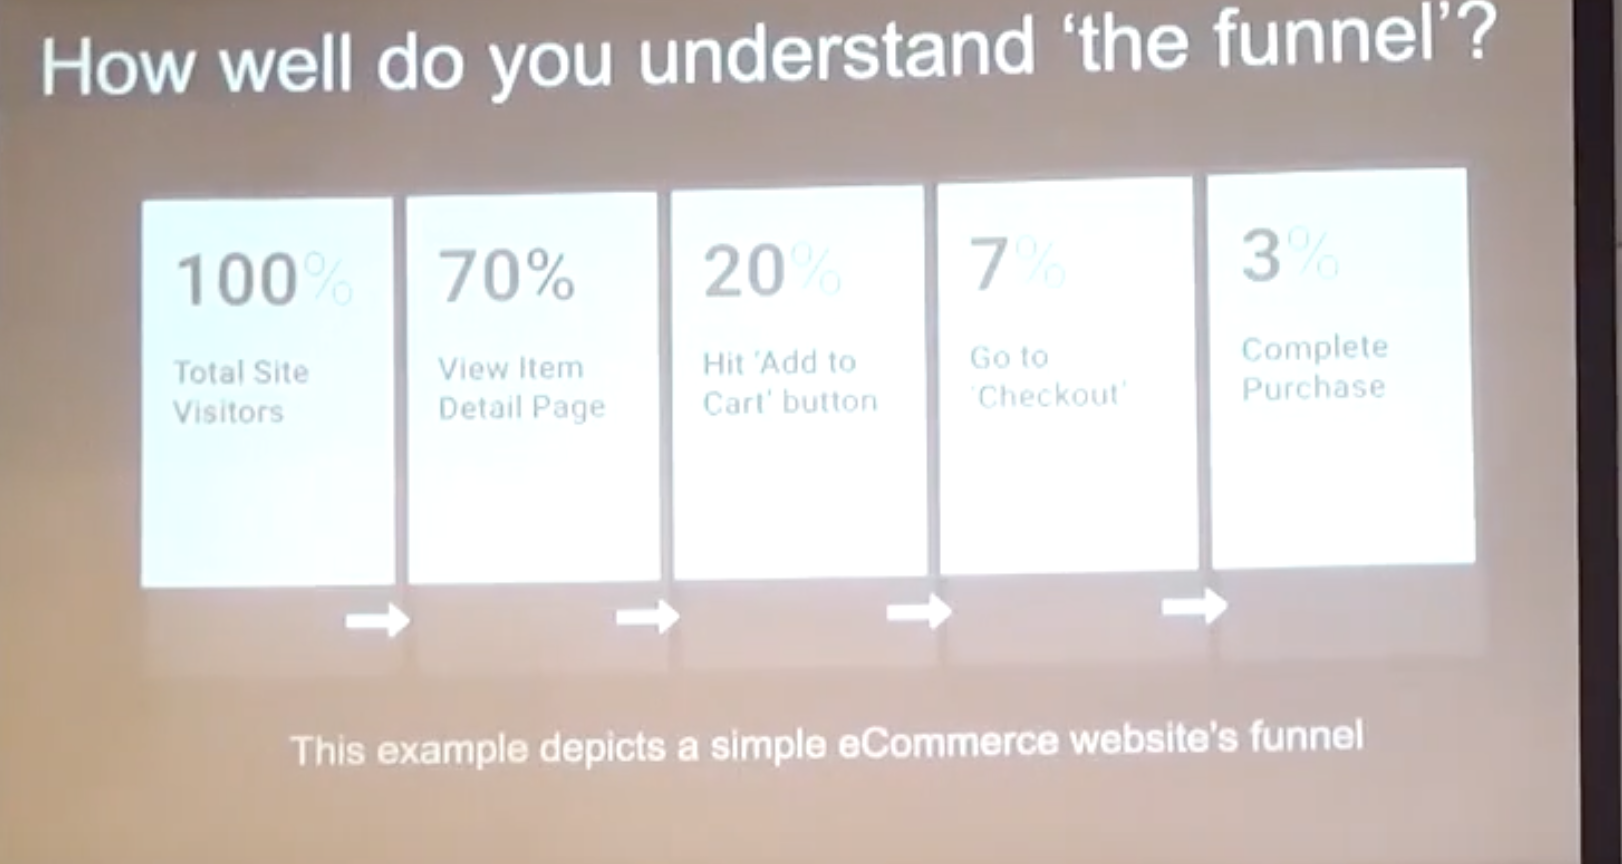 How well do you understand ‘the funnel’?
100%
Total Site
Visitors
70%
View Item
Detail Page
20%
Hit ‘Add to
Cart’ button
7%
Go to
‘Checkout’
3%
Complete
Purchase
This example depicts a simple eCommerce website’s funnel